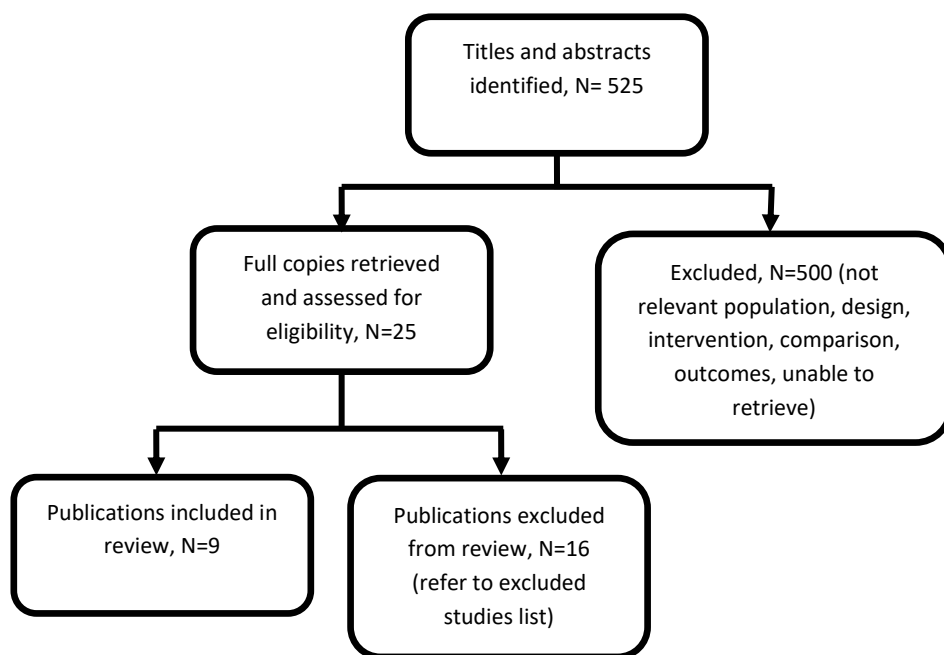 Titles and abstracts
identified, N= 525
Full copies retrieved
and assessed for
eligibility, N=25
Excluded, N=500 (not
relevant population, design,
intervention, comparison,
outcomes, unable to
retrieve)
Publications included in
review, N=9
Publications excluded
from review, N=16
(refer to excluded
studies list)